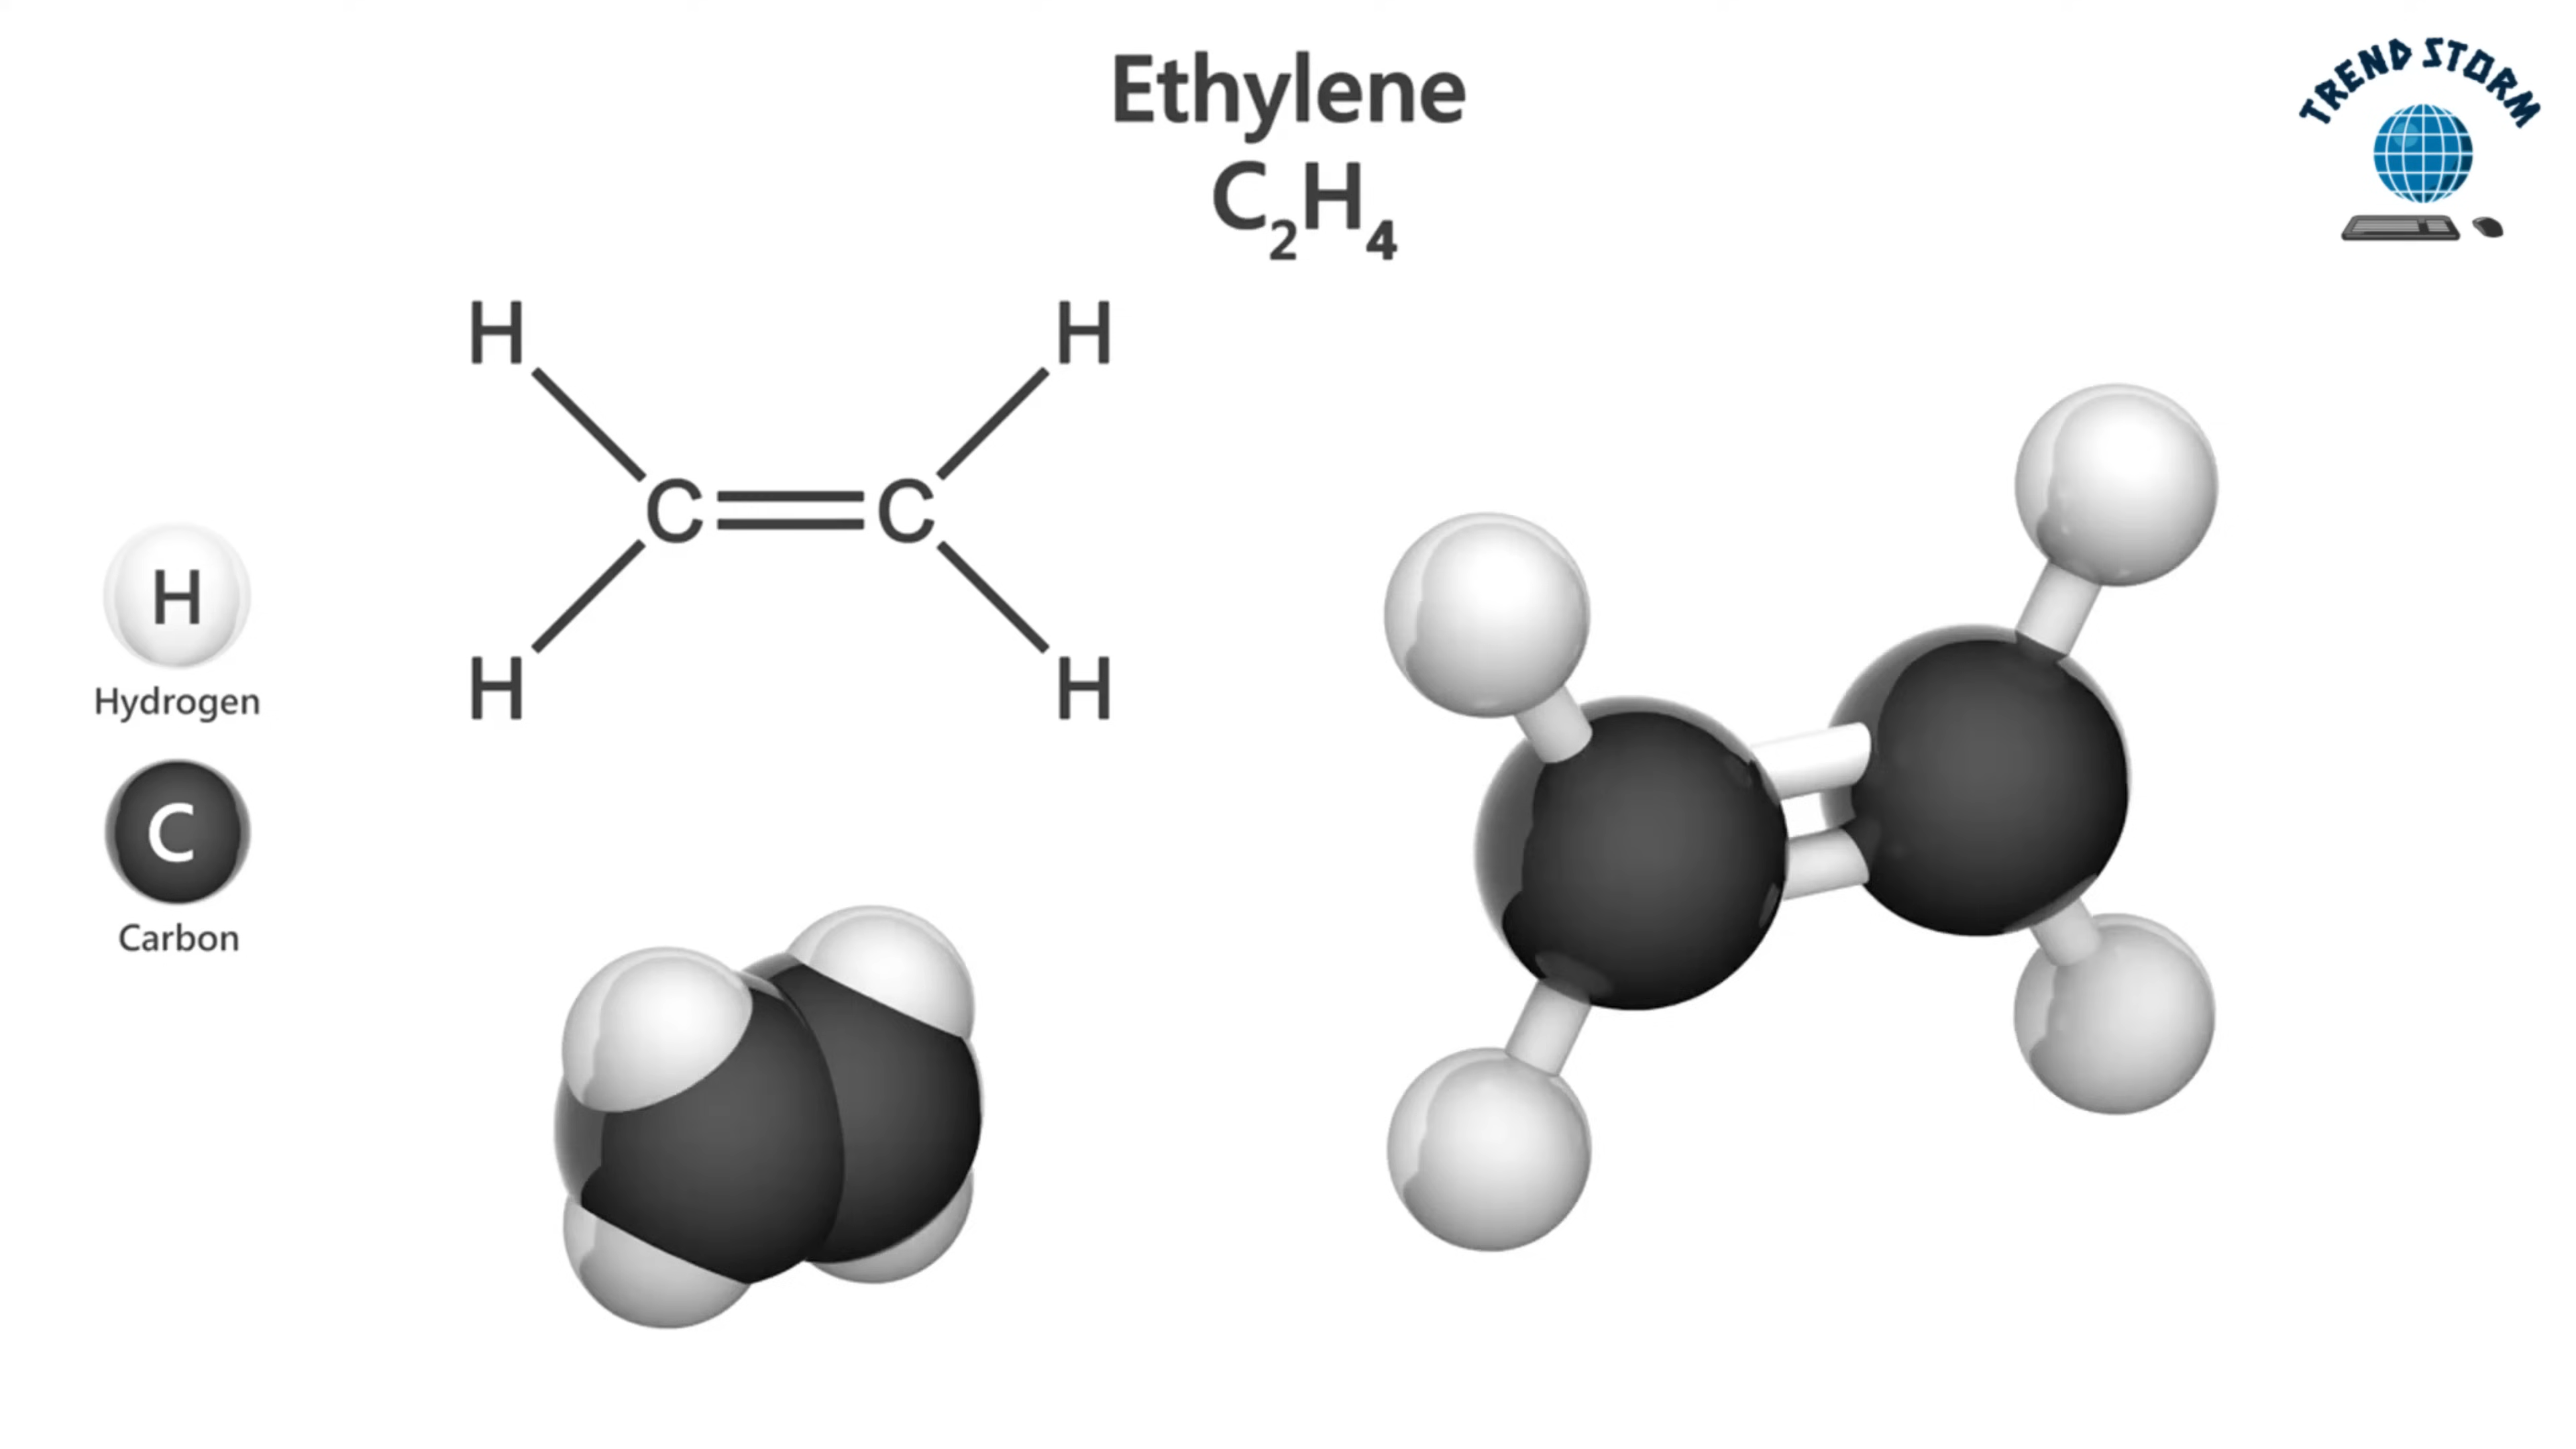 Ethylene
C₂H₄
TREND STORM
H H
C C
H H
H
Hydrogen
C
Carbon